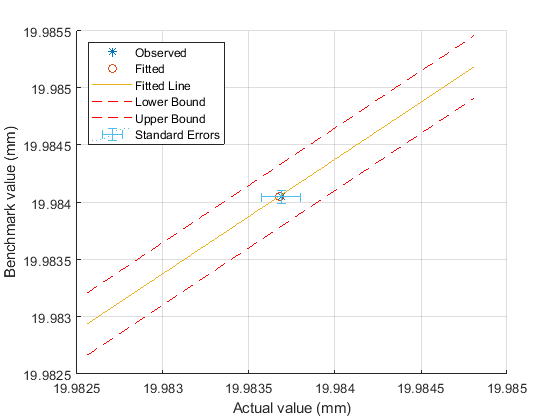 19.9855
19.985
19.9845
19.984
19.9835
19.983
19.9825
Benchmark value (mm)
Observed
Fitted
Fitted Line
Lower Bound
Upper Bound
Standard Errors
19.9825 19.983 19.9835 19.984 19.9845 19.985
Actual value (mm)